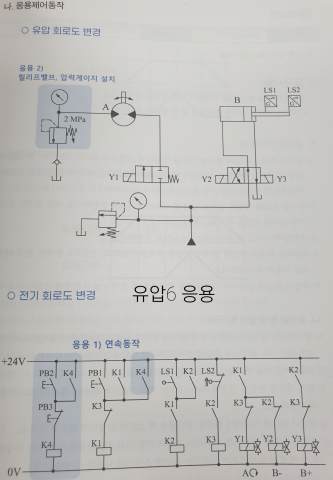 나. 응용제어동작
○ 유압 회로도 변경
응용 2)
릴리프밸브, 압력게이지 설치
A
2 MPa
B
LS1 LS2
Y1
Y2
Y3
유압6 응용
○ 전기 회로도 변경
응용 1) 연속동작
+24V
PB2 K4 PB1 K1 K4 LS1 K2 LS2 K1 K2
PB3 K3 K1 K2 K3 K2 K3
K4 K1 K2 K3 Y1 Y2 Y3
0V
A B- B+